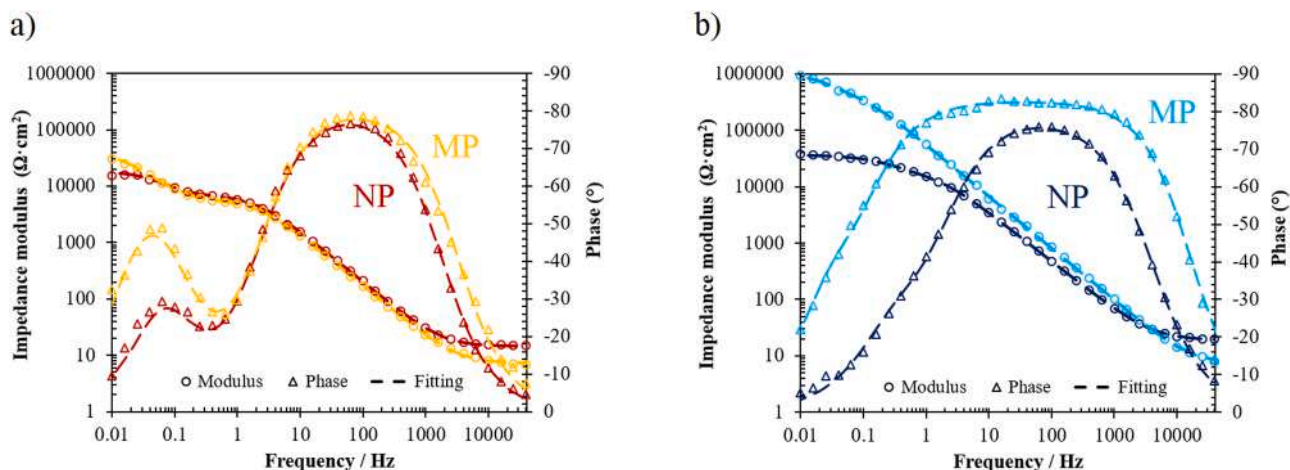 a)
1000000
100000
10000
1000
100
10
1
Impedance modulus (Ω·cm²)
-90
-80
-70
-60
-50
-40
-30
-20
-10
0
Phase (°)
MP
NP
Modulus Phase Fitting
0.01 0.1 1 10 100 1000 10000
Frequency / Hz
b)
1000000
100000
10000
1000
100
10
1
Impedance modulus (Ω·cm²)
-90
-80
-70
-60
-50
-40
-30
-20
-10
0
Phase (°)
MP
NP
Modulus Phase Fitting
0.01 0.1 1 10 100 1000 10000
Frequency / Hz